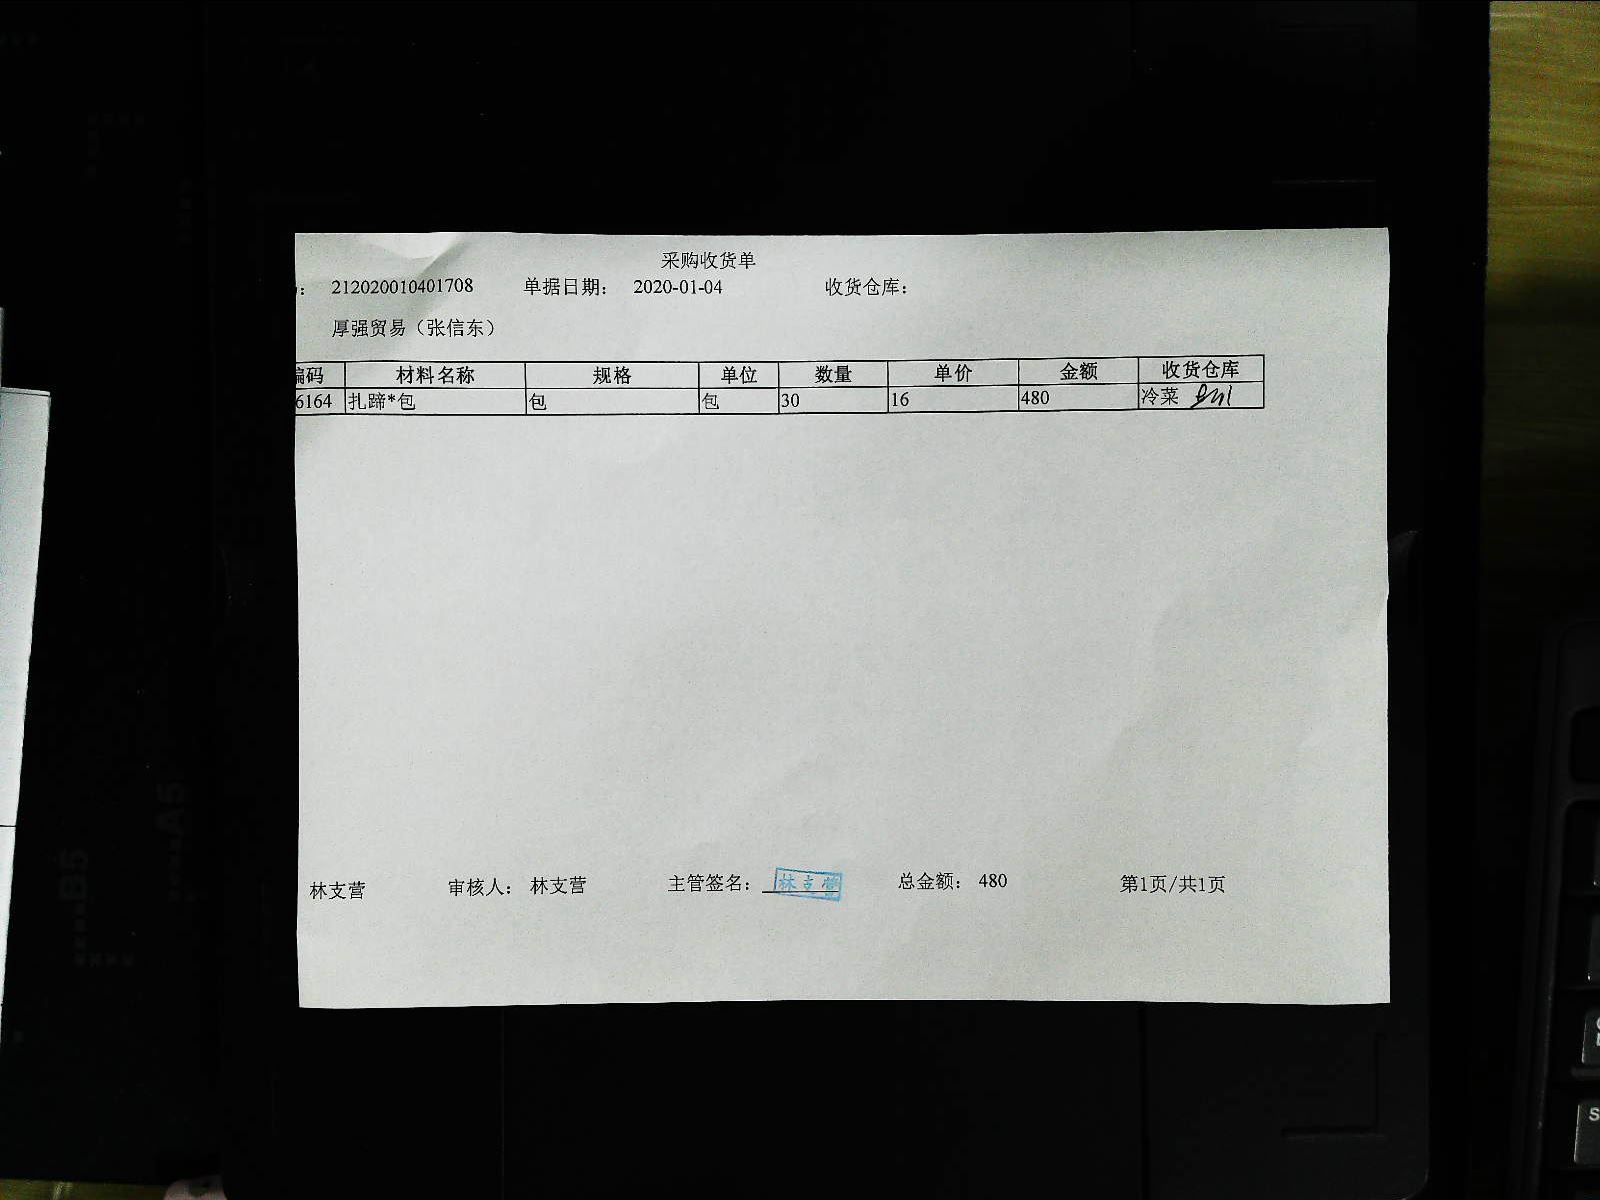 采购收货单
: 212020010401708 单据日期: 2020-01-04 收货仓库:
厚强贸易（张信东）
编码 材料名称 规格 单位 数量 单价 金额 收货仓库
6164 扎蹄*包 包 包 30 16 480 冷菜
林支营 审核人: 林支营 主管签名: 林支营 总金额: 480 第1页/共1页
B5
A5